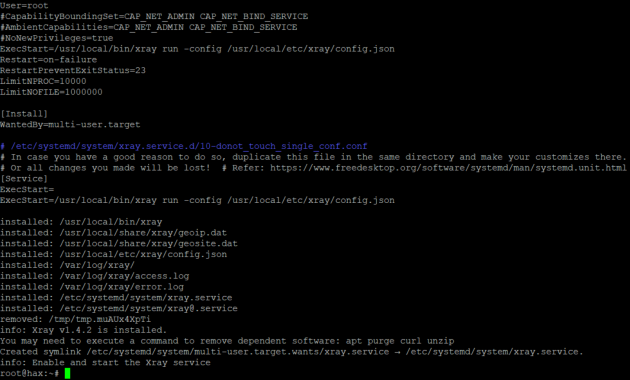 User=root
#CapabilityBoundingSet=CAP_NET_ADMIN CAP_NET_BIND_SERVICE
#AmbientCapabilities=CAP_NET_ADMIN CAP_NET_BIND_SERVICE
#NoNewPrivileges=true
ExecStart=/usr/local/bin/xray run -config /usr/local/etc/xray/config.json
Restart=on-failure
RestartPreventExitStatus=23
LimitNPROC=10000
LimitNOFILE=1000000
[Install]
WantedBy=multi-user.target
# /etc/systemd/system/xray.service.d/10-donot_touch_single_conf.conf
# In case you have a good reason to do so, duplicate this file in the same directory and make your customizes there.
# Or all changes you made will be lost!  # Refer: https://www.freedesktop.org/software/systemd/man/systemd.unit.html
[Service]
ExecStart=
ExecStart=/usr/local/bin/xray run -config /usr/local/etc/xray/config.json
installed: /usr/local/bin/xray
installed: /usr/local/share/xray/geoip.dat
installed: /usr/local/share/xray/geosite.dat
installed: /usr/local/etc/xray/config.json
installed: /var/log/xray/
installed: /var/log/xray/access.log
installed: /var/log/xray/error.log
installed: /etc/systemd/system/xray.service
installed: /etc/systemd/system/xray@.service
removed: /tmp/tmp.muAUx4XpTi
info: Xray v1.4.2 is installed.
You may need to execute a command to remove dependent software: apt purge curl unzip
Created symlink /etc/systemd/system/multi-user.target.wants/xray.service → /etc/systemd/system/xray.service.
info: Enable and start the Xray service
root@hax:~#